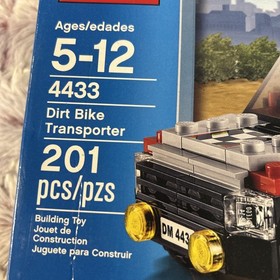 Ages/edades
5-12
4433
Dirt Bike
Transporter
201
pcs/pzs
Building Toy
Jouet de
Construction
Juguete para Construir
DM 443